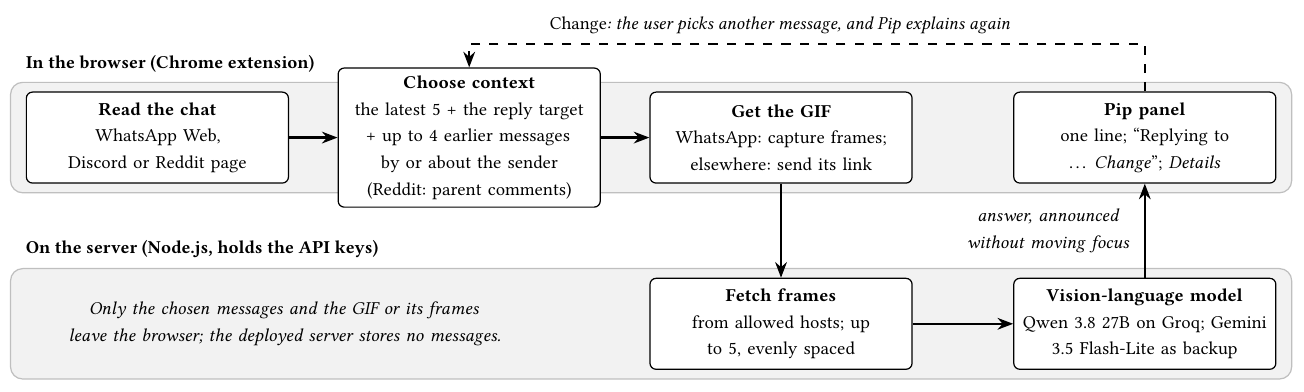 Change: the user picks another message, and Pip explains again
In the browser (Chrome extension)
Read the chat
WhatsApp Web,
Discord or Reddit page
Choose context
the latest 5 + the reply target
+ up to 4 earlier messages
by or about the sender
(Reddit: parent comments)
Get the GIF
WhatsApp: capture frames;
elsewhere: send its link
Pip panel
one line; “Replying to
… Change”; Details
answer, announced
without moving focus
On the server (Node.js, holds the API keys)
Only the chosen messages and the GIF or its frames
leave the browser; the deployed server stores no messages.
Fetch frames
from allowed hosts; up
to 5, evenly spaced
Vision-language model
Qwen 3.8 27B on Groq; Gemini
3.5 Flash-Lite as backup